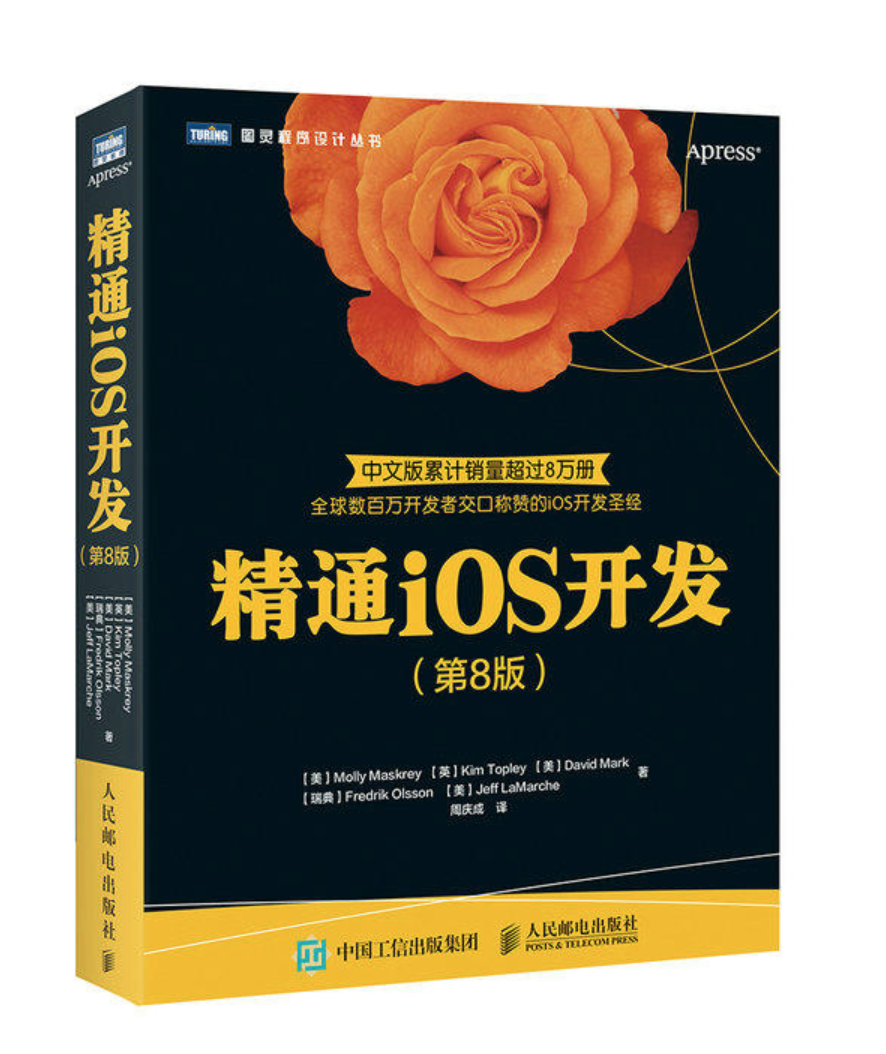 TURING 图灵程序设计丛书
Apress®
中文版累计销量超过8万册
全球数百万开发者交口称赞的iOS开发圣经
精通iOS开发
(第8版)
【美】Molly Maskrey 【英】Kim Topley 【美】David Mark
【瑞典】Fredrik Olsson 【美】Jeff LaMarche 著
周庆成 译
中国工信出版集团
人民邮电出版社
POSTS & TELECOM PRESS
TURING
图灵教育
Apress®
精通iOS开发
(第8版)
【美】Molly Maskrey
【英】Kim Topley
【美】David Mark
【瑞典】Fredrik Olsson
【美】Jeff LaMarche
著
人民邮电出版社